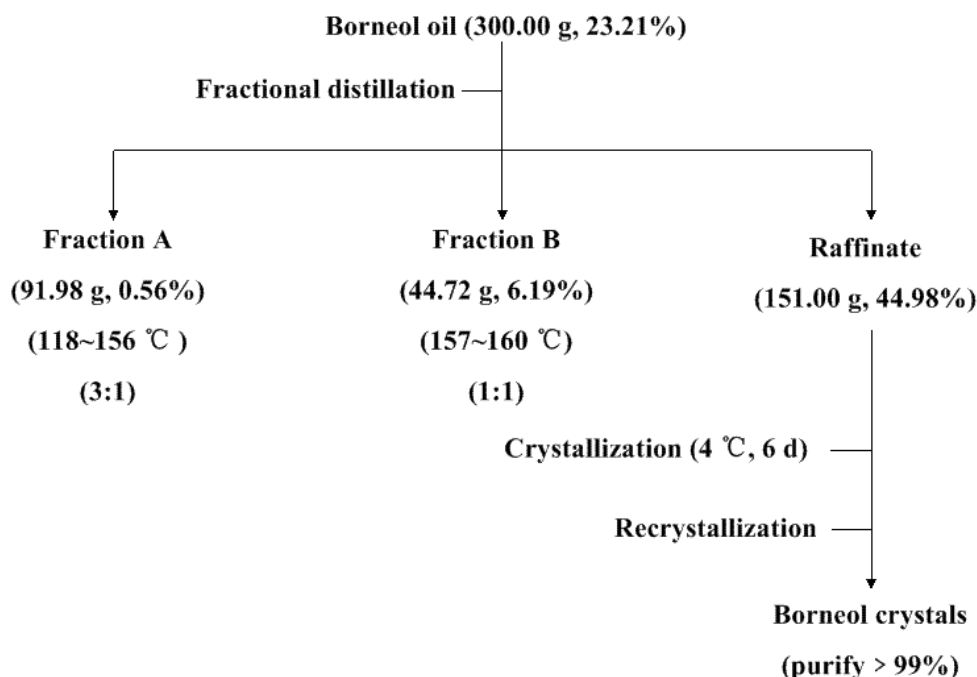 Borneol oil (300.00 g, 23.21%)
Fractional distillation
Fraction A
(91.98 g, 0.56%)
(118~156 ℃ )
(3:1)
Fraction B
(44.72 g, 6.19%)
(157~160 ℃)
(1:1)
Raffinate
(151.00 g, 44.98%)
Crystallization (4 ℃, 6 d)
Recrystallization
Borneol crystals
(purify > 99%)